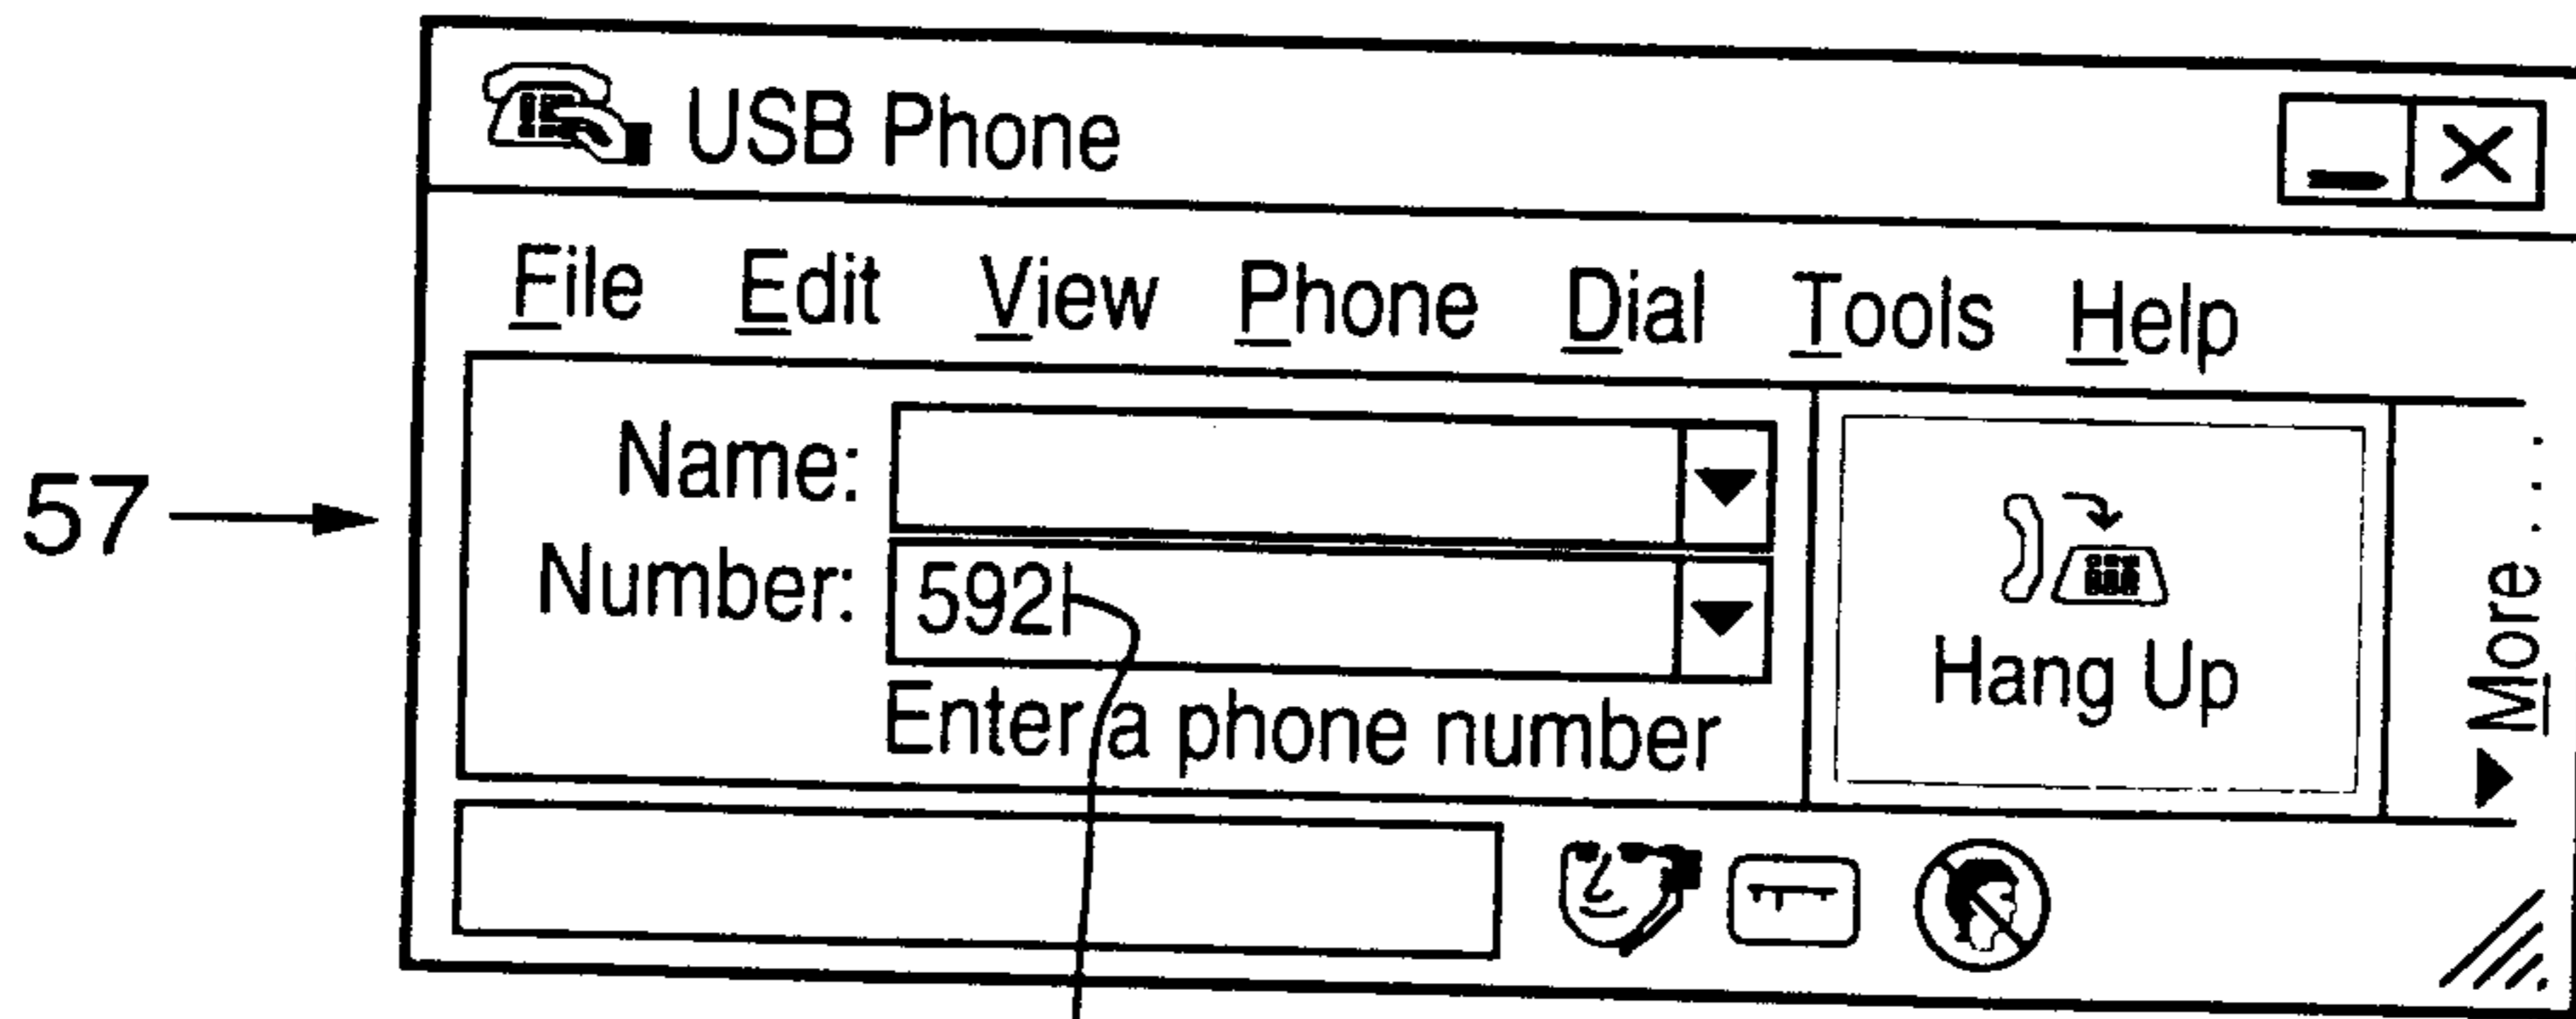 USB Phone
File Edit View Phone Dial Tools Help
57
Name:
Number: 592
Enter a phone number
Hang Up
More....